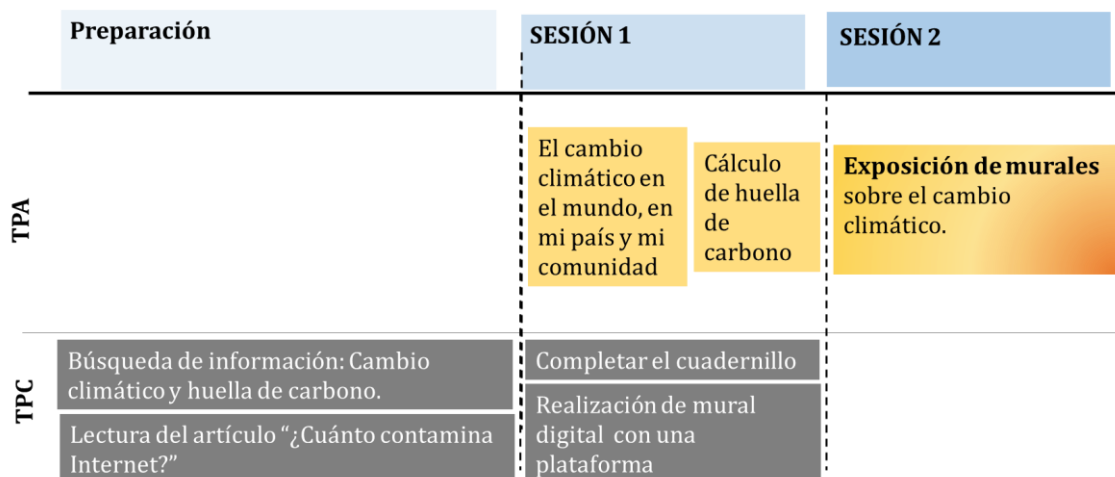 Preparación
SESIÓN 1
SESIÓN 2
TPA
El cambio
climático en
el mundo, en
mi país y mi
comunidad
Cálculo
de huella
de
carbono
Exposición de murales
sobre el cambio
climático.
TPC
Búsqueda de información: Cambio
climático y huella de carbono.
Lectura del artículo “¿Cuánto contamina
Internet?”
Completar el cuadernillo
Realización de mural
digital con una
plataforma